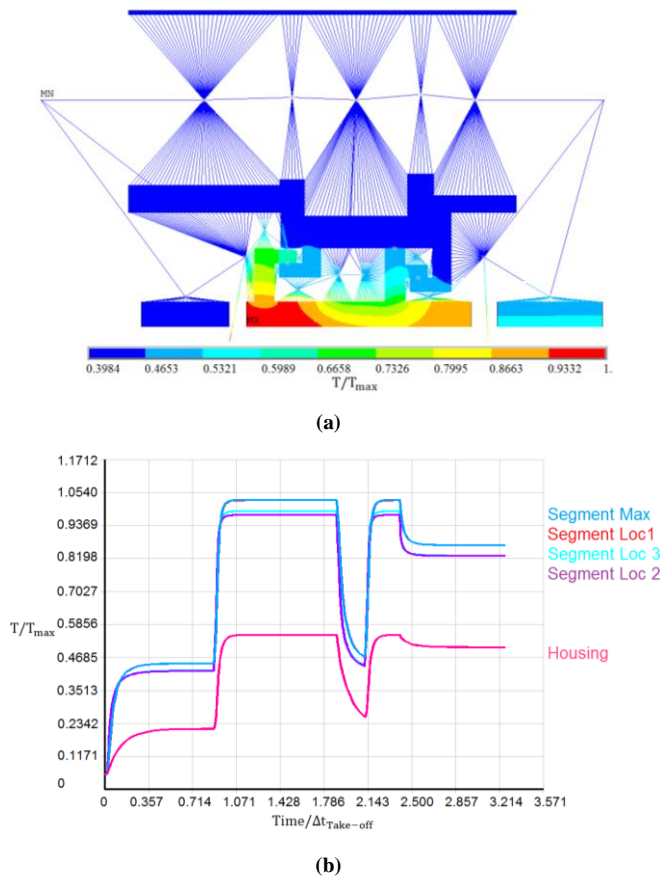 MN
MX
0.3984 0.4653 0.5321 0.5989 0.6658 0.7326 0.7995 0.8663 0.9332 1.
T/Tmax
(a)
1.1712
1.0540
0.9369
0.8198
0.7027
0.5856
T/Tmax
0.4685
0.3513
0.2342
0.1171
0
Segment Max
Segment Loc1
Segment Loc 3
Segment Loc 2
Housing
0 0.357 0.714 1.071 1.428 1.786 2.143 2.500 2.857 3.214 3.571
Time/ΔtTake−off
(b)